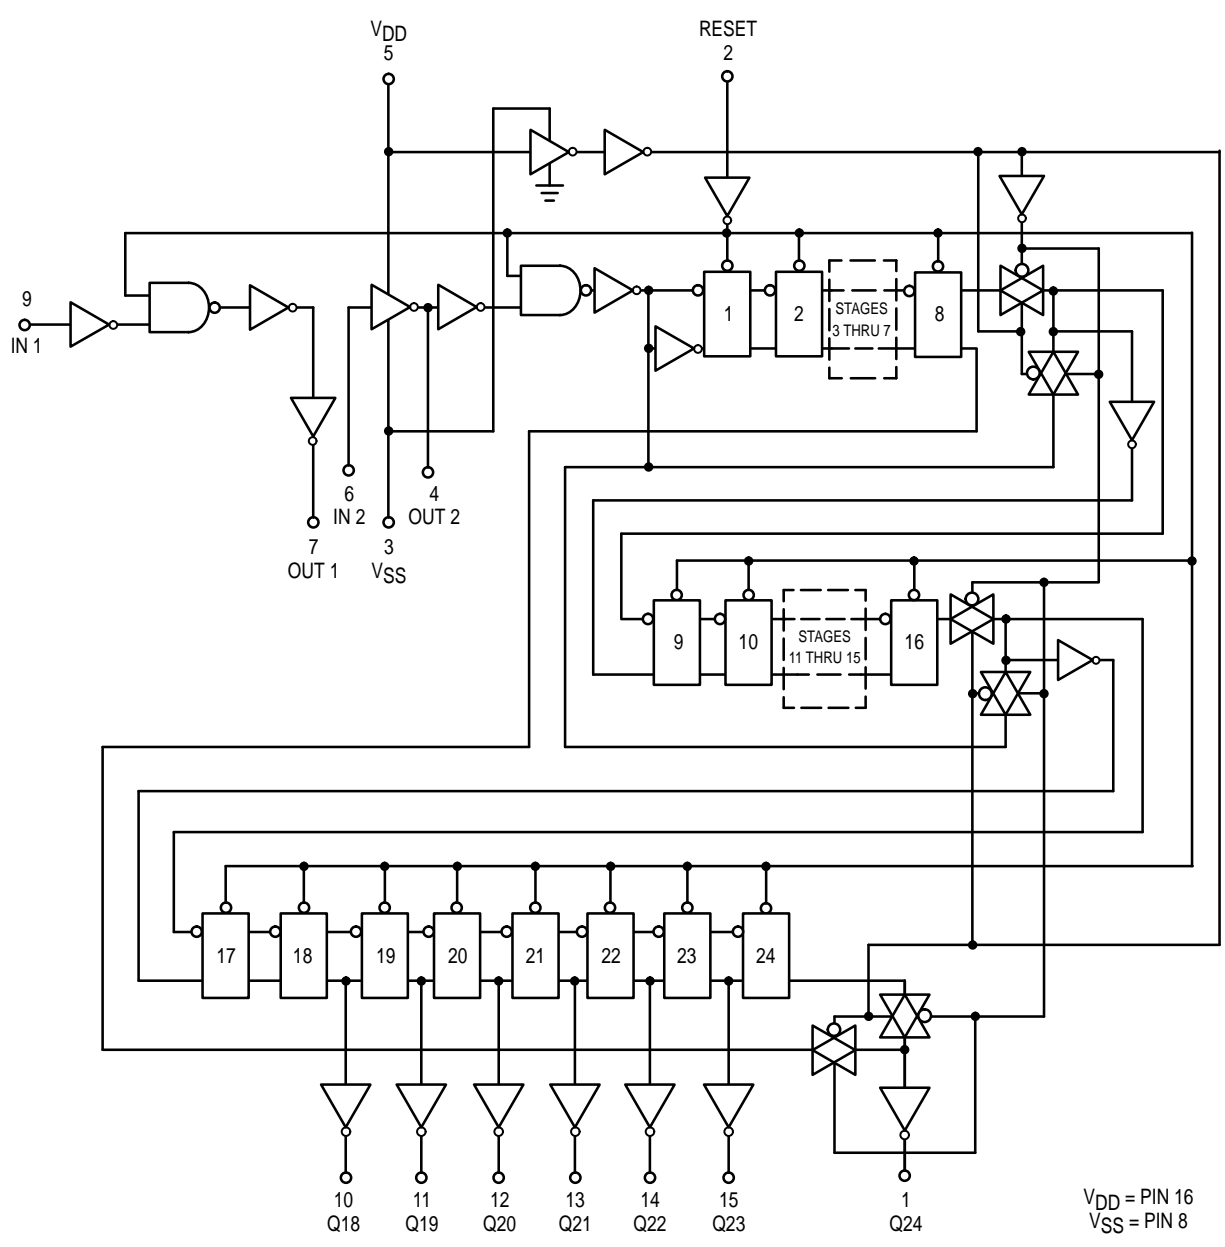 VDD
5
RESET
2
9
IN 1
1
2
STAGES
3 THRU 7
8
6
IN 2
4
OUT 2
7
OUT 1
3
VSS
9
10
STAGES
11 THRU 15
16
17
18
19
20
21
22
23
24
10
Q18
11
Q19
12
Q20
13
Q21
14
Q22
15
Q23
1
Q24
VDD = PIN 16
VSS = PIN 8